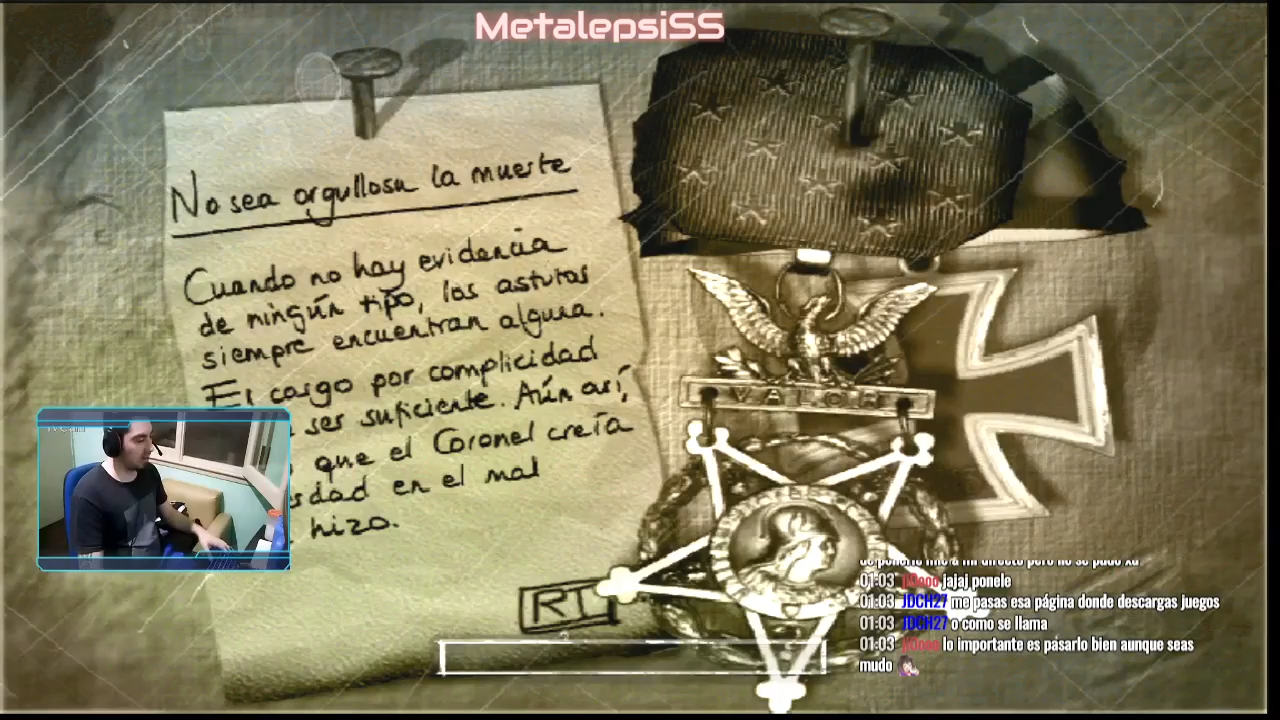 MetalepsiSS
No sea orgullosa la muerte
Cuando no hay evidencia
de ningún tipo, los astutos
siempre encuentran alguna.
El cargo por complicidad
ser suficiente. Aún así,
que el Coronel creía
en el mal
hizo.
RI
VALOR
01:03 jajaj ponele
01:03 JDCH27 me pasas esa página donde descargas juegos
01:03 JDCH27 o como se llama
01:03 lo importante es pasarlo bien aunque seas
mudo